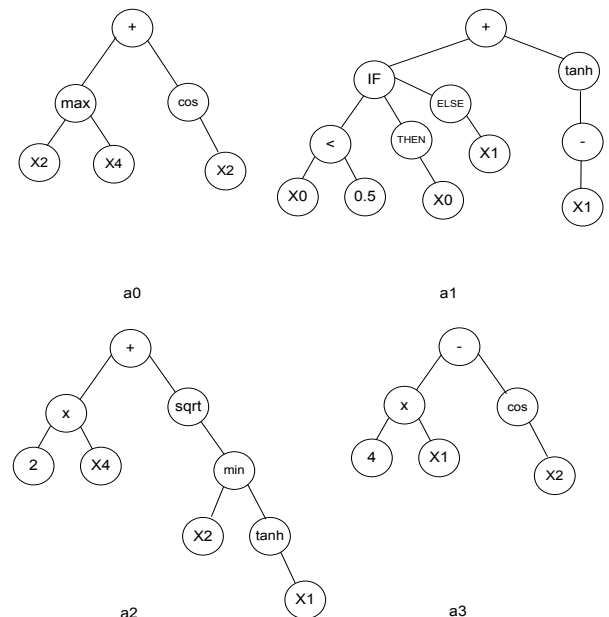 +
max
cos
X2
X4
X2
a0
+
IF
tanh
ELSE
<
THEN
-
X1
X0
0.5
X0
X1
a1
+
x
sqrt
2
X4
min
X2
tanh
X1
a2
-
x
cos
4
X1
X2
a3